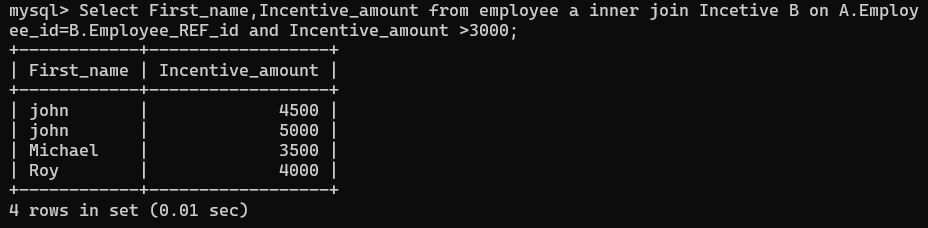 mysql> Select First_name,Incentive_amount from employee a inner join Incetive B on A.Employ
ee_id=B.Employee_REF_id and Incentive_amount >3000;
+------------+------------------+
| First_name | Incentive_amount |
+------------+------------------+
| john       |             4500 |
| john       |             5000 |
| Michael    |             3500 |
| Roy        |             4000 |
+------------+------------------+
4 rows in set (0.01 sec)